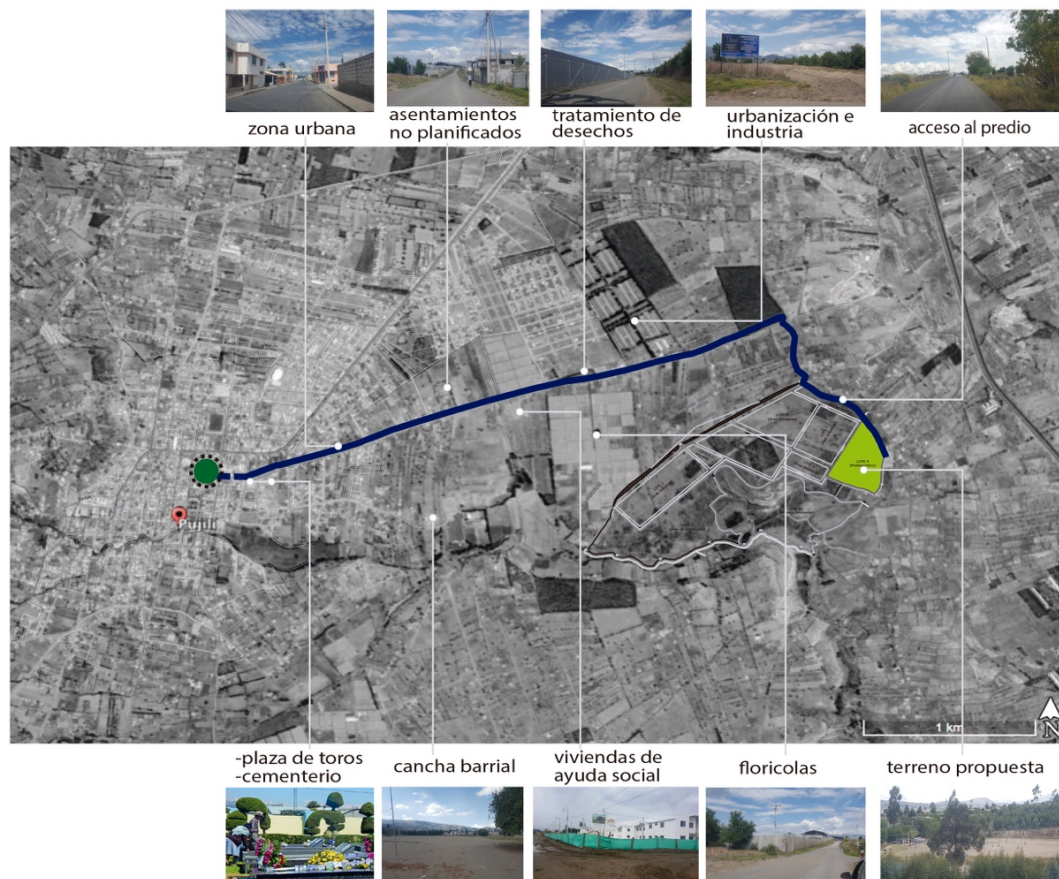 zona urbana
asentamientos
no planificados
tratamiento de
desechos
urbanización e
industria
acceso al predio
Pujilí
1 km
N
-plaza de toros
-cementerio
cancha barrial
viviendas de
ayuda social
floricolas
terreno propuesta